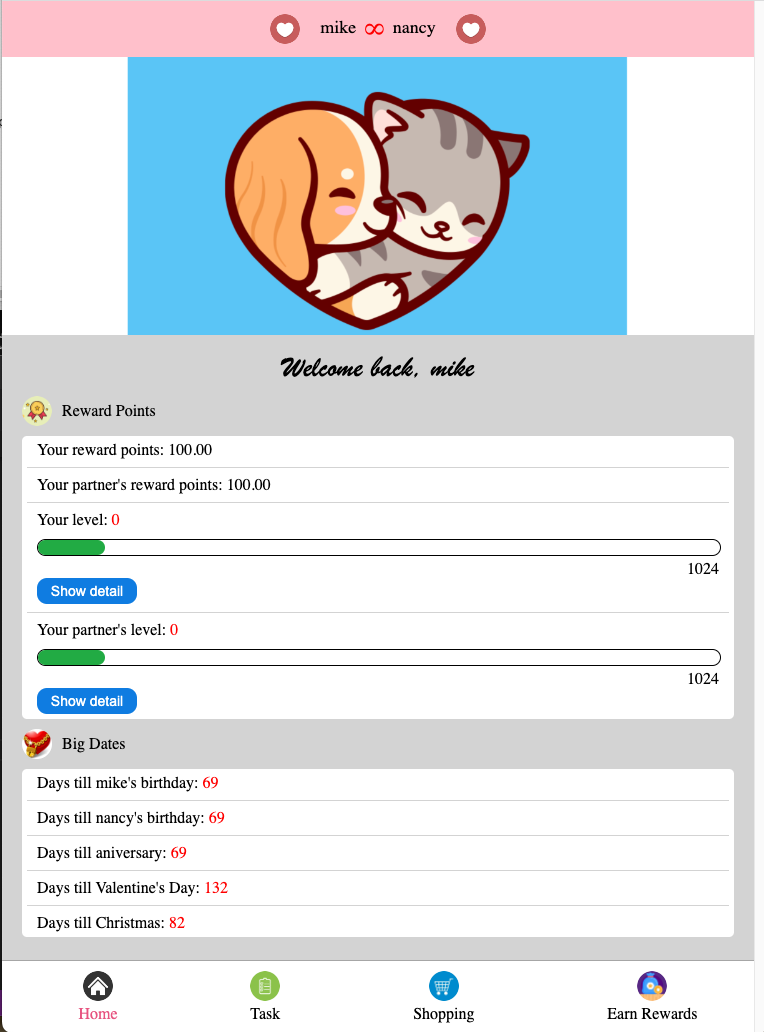 mike ∞ nancy
Welcome back, mike
Reward Points
Your reward points: 100.00
Your partner's reward points: 100.00
Your level: 0
1024
Show detail
Your partner's level: 0
1024
Show detail
Big Dates
Days till mike's birthday: 69
Days till nancy's birthday: 69
Days till aniversary: 69
Days till Valentine's Day: 132
Days till Christmas: 82
Home Task Shopping Earn Rewards